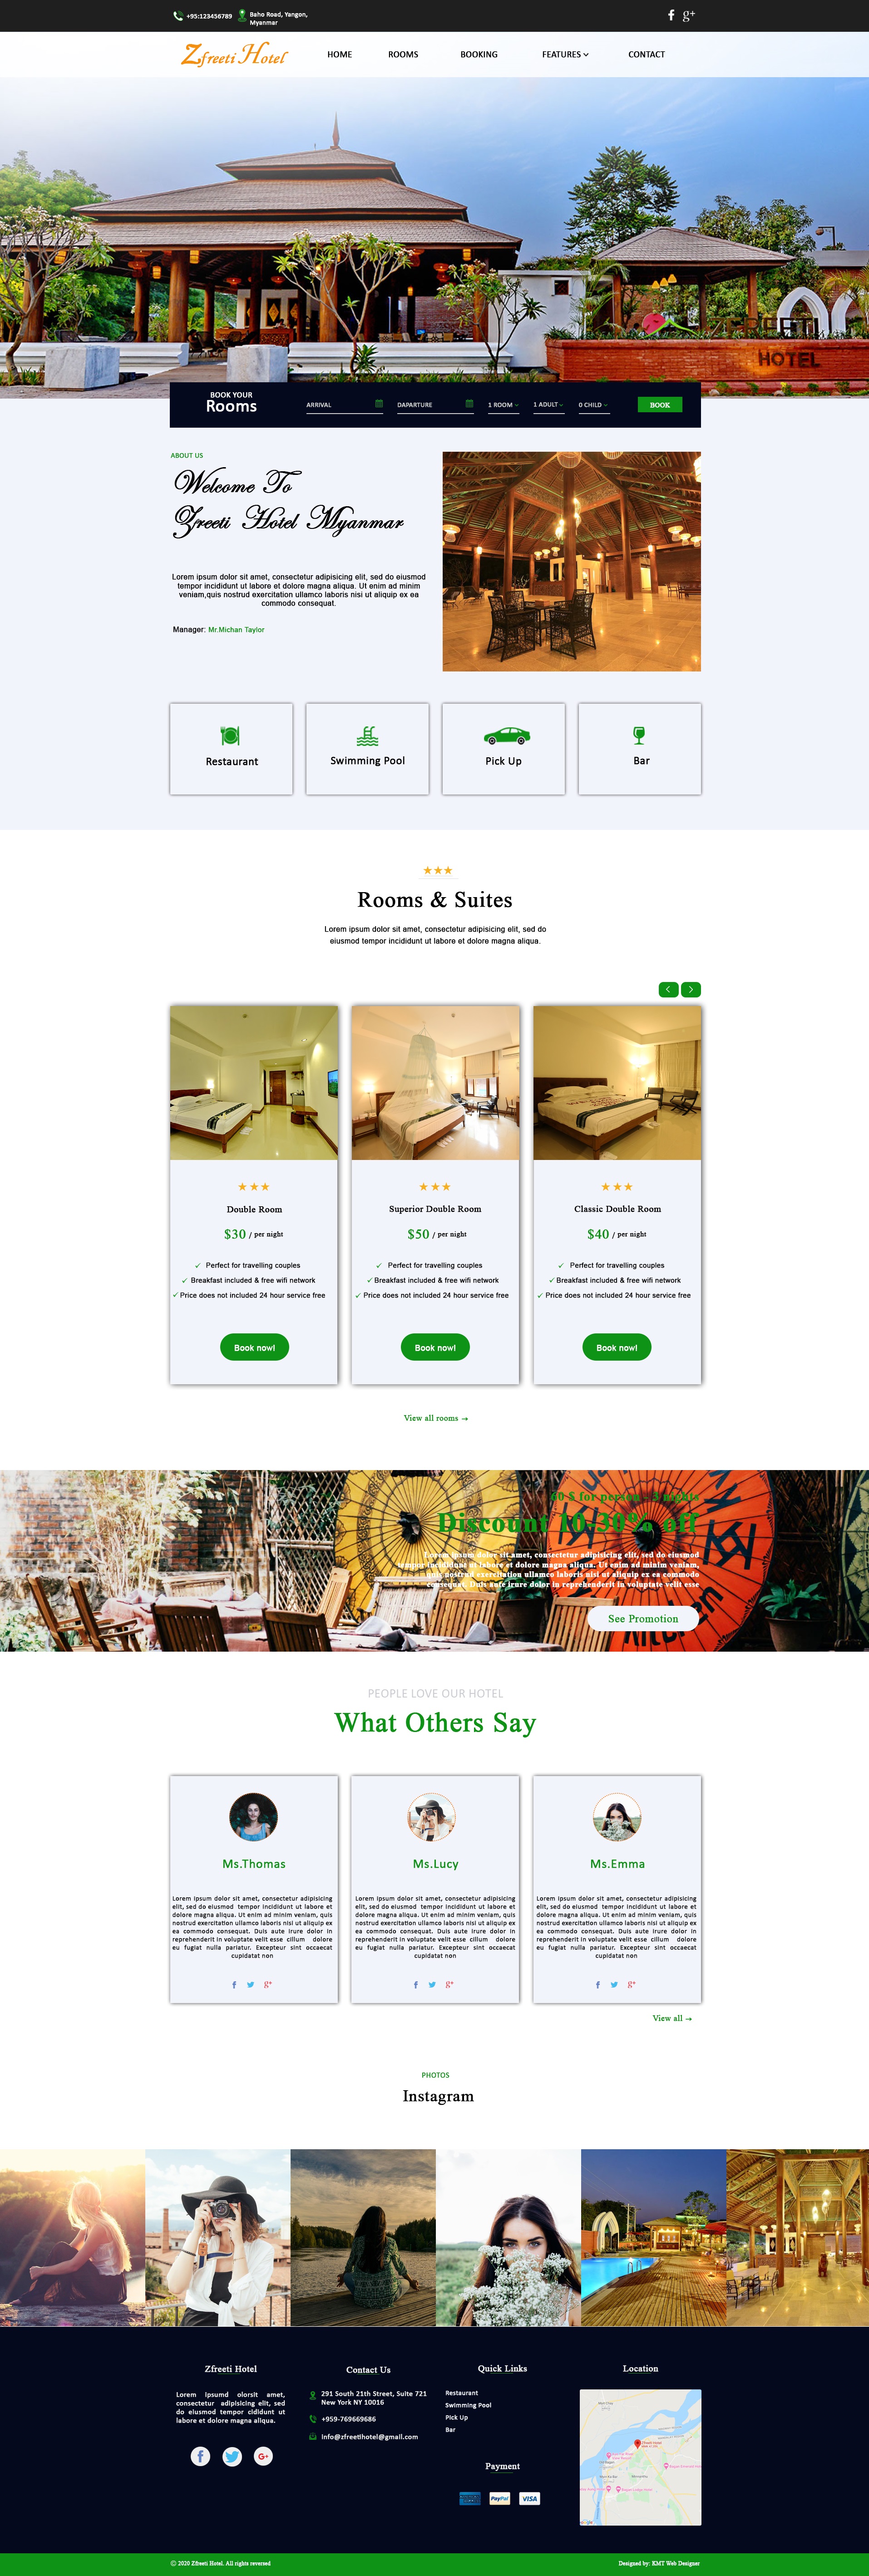 +95:123456789
Baho Road, Yangon,
Myanmar
g+
Zfreeti Hotel
HOME
ROOMS
BOOKING
FEATURES
CONTACT
ZFREETI
HOTEL
BOOK YOUR
Rooms
ARRIVAL
DAPARTURE
1 ROOM
1 ADULT
0 CHILD
BOOK
ABOUT US
Welcome To
Zfreeti Hotel Myanmar
Lorem ipsum dolor sit amet, consectetur adipisicing elit, sed do eiusmod
tempor incididunt ut labore et dolore magna aliqua. Ut enim ad minim
veniam,quis nostrud exercitation ullamco laboris nisi ut aliquip ex ea
commodo consequat.
Manager: Mr.Michan Taylor
Restaurant
Swimming Pool
Pick Up
Bar
Rooms & Suites
Lorem ipsum dolor sit amet, consectetur adipisicing elit, sed do
eiusmod tempor incididunt ut labore et dolore magna aliqua.
Double Room
$30 / per night
Perfect for travelling couples
Breakfast included & free wifi network
Price does not included 24 hour service free
Book now!
Superior Double Room
$50 / per night
Perfect for travelling couples
Breakfast included & free wifi network
Price does not included 24 hour service free
Book now!
Classic Double Room
$40 / per night
Perfect for travelling couples
Breakfast included & free wifi network
Price does not included 24 hour service free
Book now!
View all rooms →
$ for person
nights
Discount 10-30% off
Lorem ipsum dolor sit amet, consectetur adipisicing elit, sed do eiusmod
tempor incididunt ut labore et dolore magna aliqua. Ut enim ad minim veniam,
quis nostrud exercitation ullamco laboris nisi ut aliquip ex ea commodo
consequat. Duis aute irure dolor in reprehenderit in voluptate velit esse
See Promotion
PEOPLE LOVE OUR HOTEL
What Others Say
Ms.Thomas
Lorem ipsum dolor sit amet, consectetur adipisicing
elit, sed do eiusmod tempor incididunt ut labore et
dolore magna aliqua. Ut enim ad minim veniam, quis
nostrud exercitation ullamco laboris nisi ut aliquip ex
ea commodo consequat. Duis aute irure dolor in
reprehenderit in voluptate velit esse cillum dolore
eu fugiat nulla pariatur. Excepteur sint occaecat
cupidatat non
Ms.Lucy
Lorem ipsum dolor sit amet, consectetur adipisicing
elit, sed do eiusmod tempor incididunt ut labore et
dolore magna aliqua. Ut enim ad minim veniam, quis
nostrud exercitation ullamco laboris nisi ut aliquip ex
ea commodo consequat. Duis aute irure dolor in
reprehenderit in voluptate velit esse cillum dolore
eu fugiat nulla pariatur. Excepteur sint occaecat
cupidatat non
Ms.Emma
Lorem ipsum dolor sit amet, consectetur adipisicing
elit, sed do eiusmod tempor incididunt ut labore et
dolore magna aliqua. Ut enim ad minim veniam, quis
nostrud exercitation ullamco laboris nisi ut aliquip ex
ea commodo consequat. Duis aute irure dolor in
reprehenderit in voluptate velit esse cillum dolore
eu fugiat nulla pariatur. Excepteur sint occaecat
cupidatat non
View all →
PHOTOS
Instagram
Zfreeti Hotel
Lorem ipsumd olorsit amet,
consectetur adipisicing elit, sed
do eiusmod tempor cididunt ut
labore et dolore magna aliqua.
Contact Us
291 South 21th Street, Suite 721
New York NY 10016
+959-769669686
info@zfreetihotel@gmail.com
Quick Links
Restaurant
Swimming Pool
Pick Up
Bar
Payment
PayPal
VISA
Location
© 2020 Zfreeti Hotel. All rights reversed
Designed by: KMT Web Designer